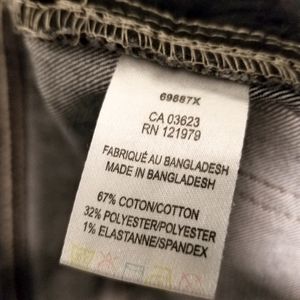 69887X
CA 03623
RN 121979
FABRIQUÉ AU BANGLADESH
MADE IN BANGLADESH
67% COTON/COTTON
32% POLYESTER/POLYESTER
1% ELASTANNE/SPANDEX